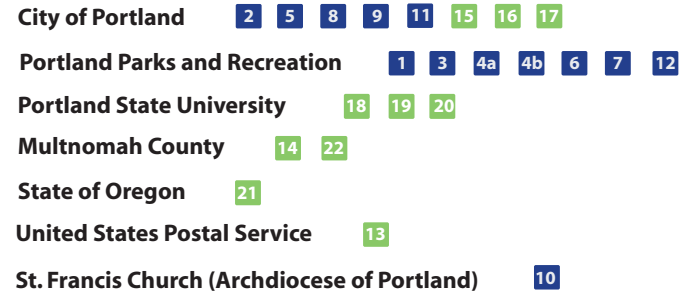 City of Portland 2 5 8 9 11 15 16 17
Portland Parks and Recreation 1 3 4a 4b 6 7 12
Portland State University 18 19 20
Multnomah County 14 22
State of Oregon 21
United States Postal Service 13
St. Francis Church (Archdiocese of Portland) 10